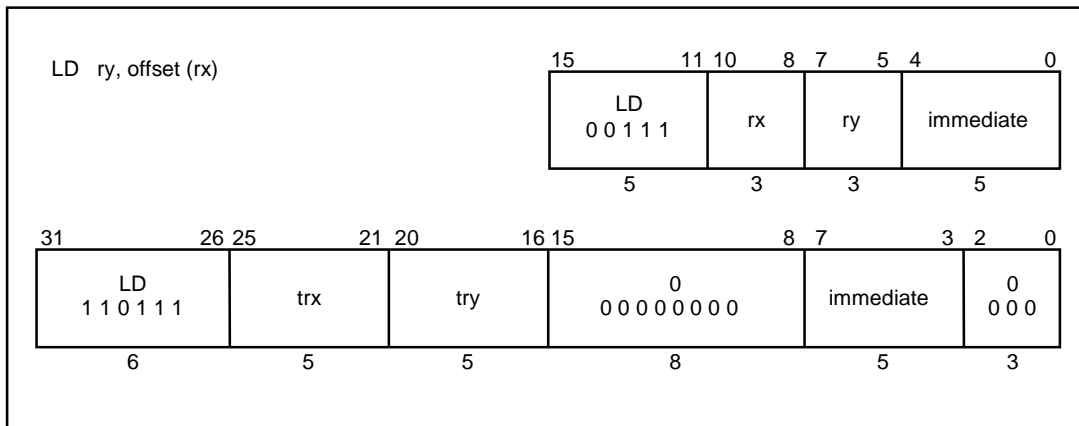 LD ry, offset (rx)
15 11 10 8 7 5 4 0
LD rx ry immediate
0 0 1 1 1
5 3 3 5
31 26 25 21 20 16 15 8 7 3 2 0
LD trx try 0 immediate 0
1 1 0 1 1 1 0 0 0 0 0 0 0 0 0 0 0
6 5 5 8 5 3